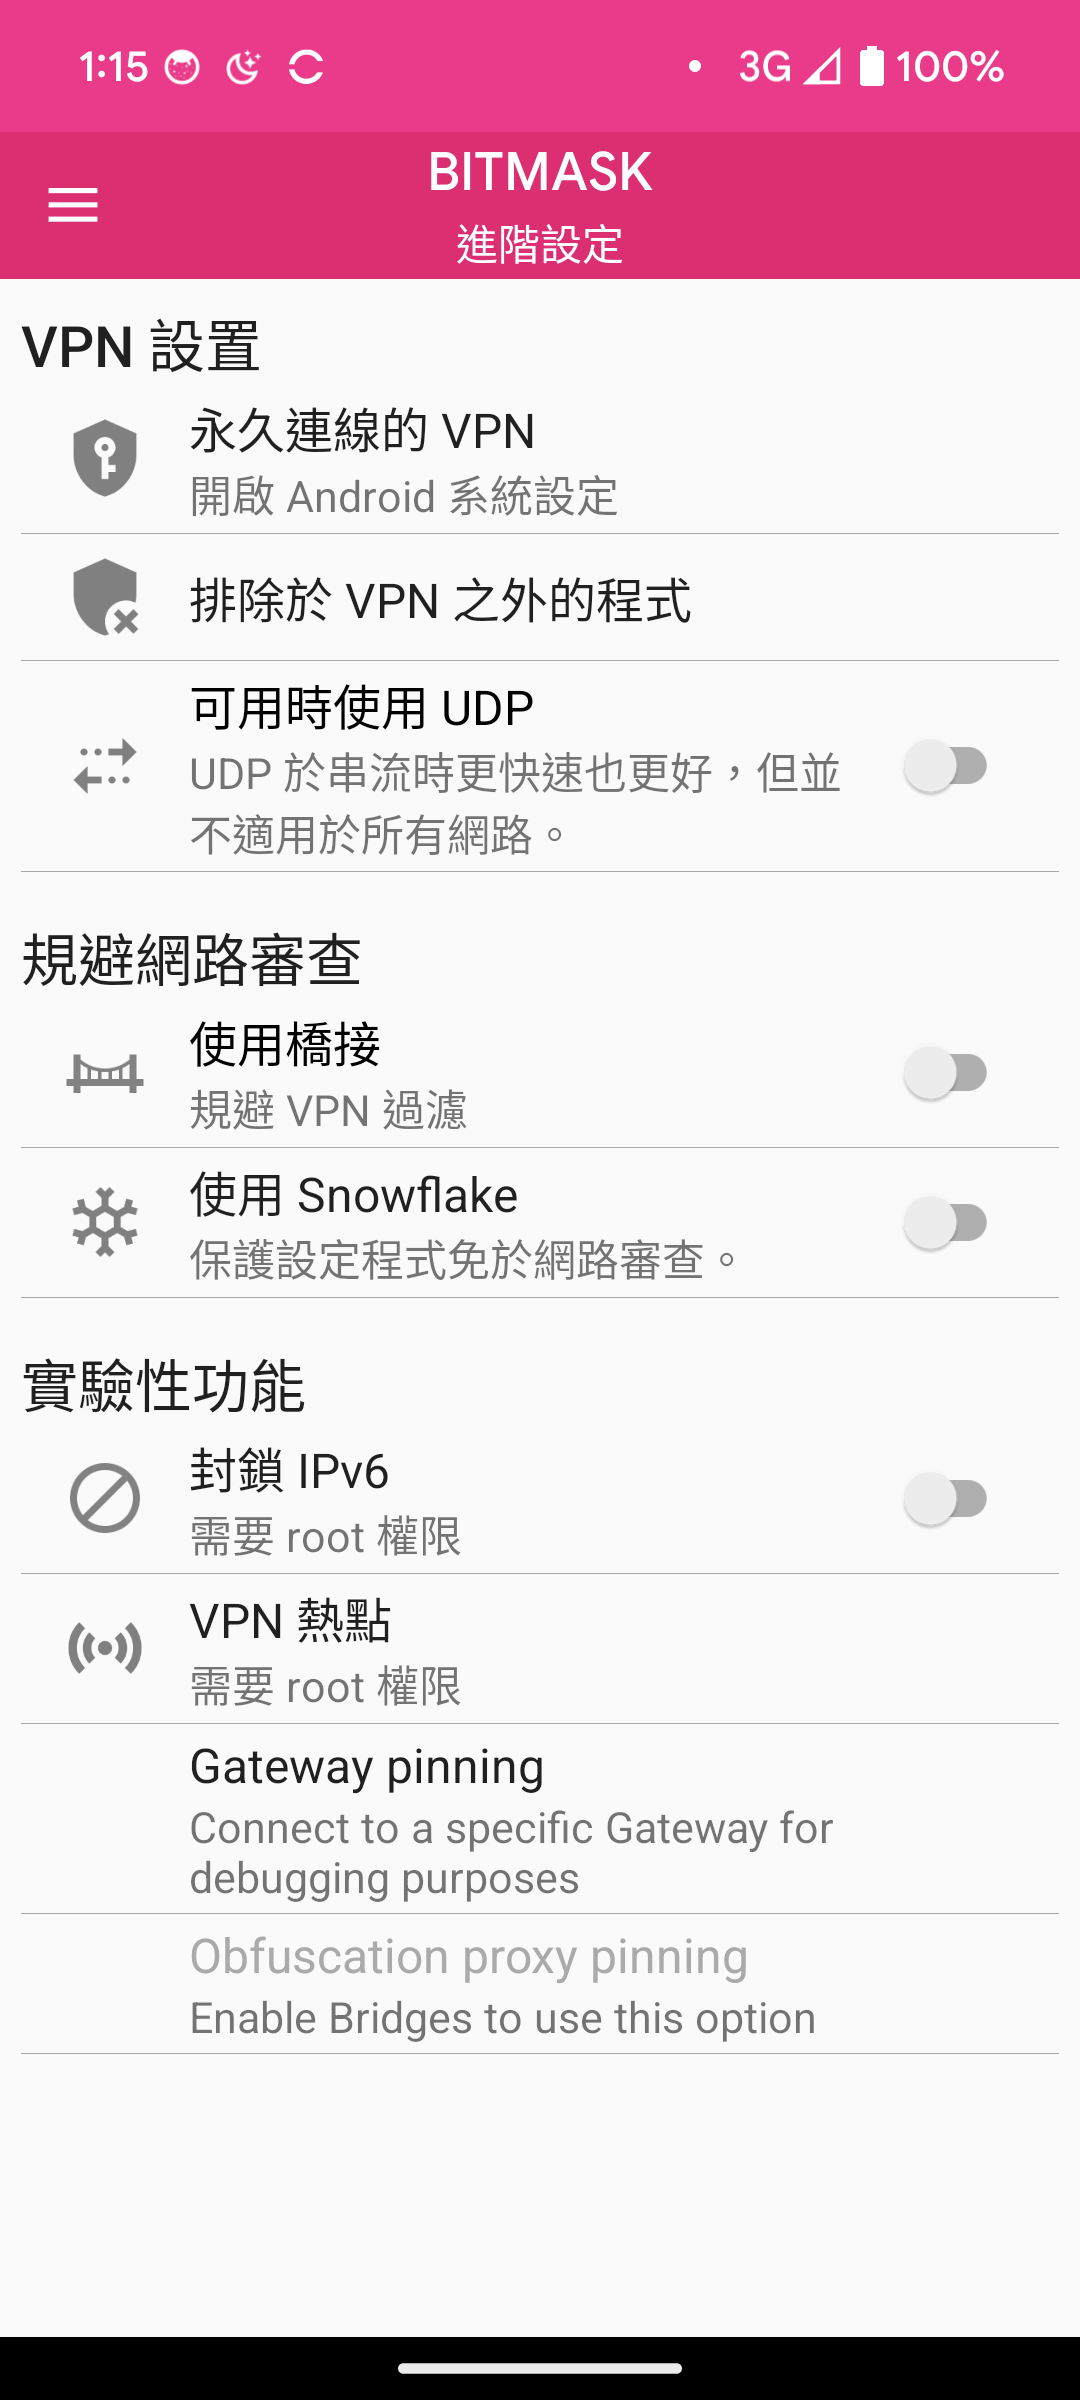 1:15
3G
100%
BITMASK
進階設定
VPN 設置
永久連線的 VPN
開啟 Android 系統設定
排除於 VPN 之外的程式
可用時使用 UDP
UDP 於串流時更快速也更好，但並
不適用於所有網路。
規避網路審查
使用橋接
規避 VPN 過濾
使用 Snowflake
保護設定程式免於網路審查。
實驗性功能
封鎖 IPv6
需要 root 權限
VPN 熱點
需要 root 權限
Gateway pinning
Connect to a specific Gateway for
debugging purposes
Obfuscation proxy pinning
Enable Bridges to use this option